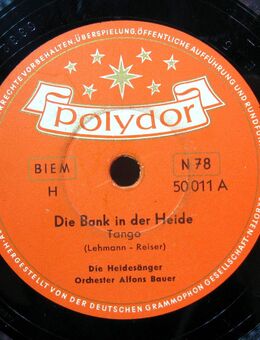 RECHTE VORBEHALTEN, ÜBERSPIELUNG, ÖFFENTLICHE AUFFÜHRUNG UND RUNDFUNK
polydor
BIEM
N 78
H
50 011 A
Die Bank in der Heide
Tango
(Lehmann - Reiser)
Die Heidesänger
Orchester Alfons Bauer
HERGESTELLT VON DER DEUTSCHEN GRAMMOPHON GESELLSCHAFT